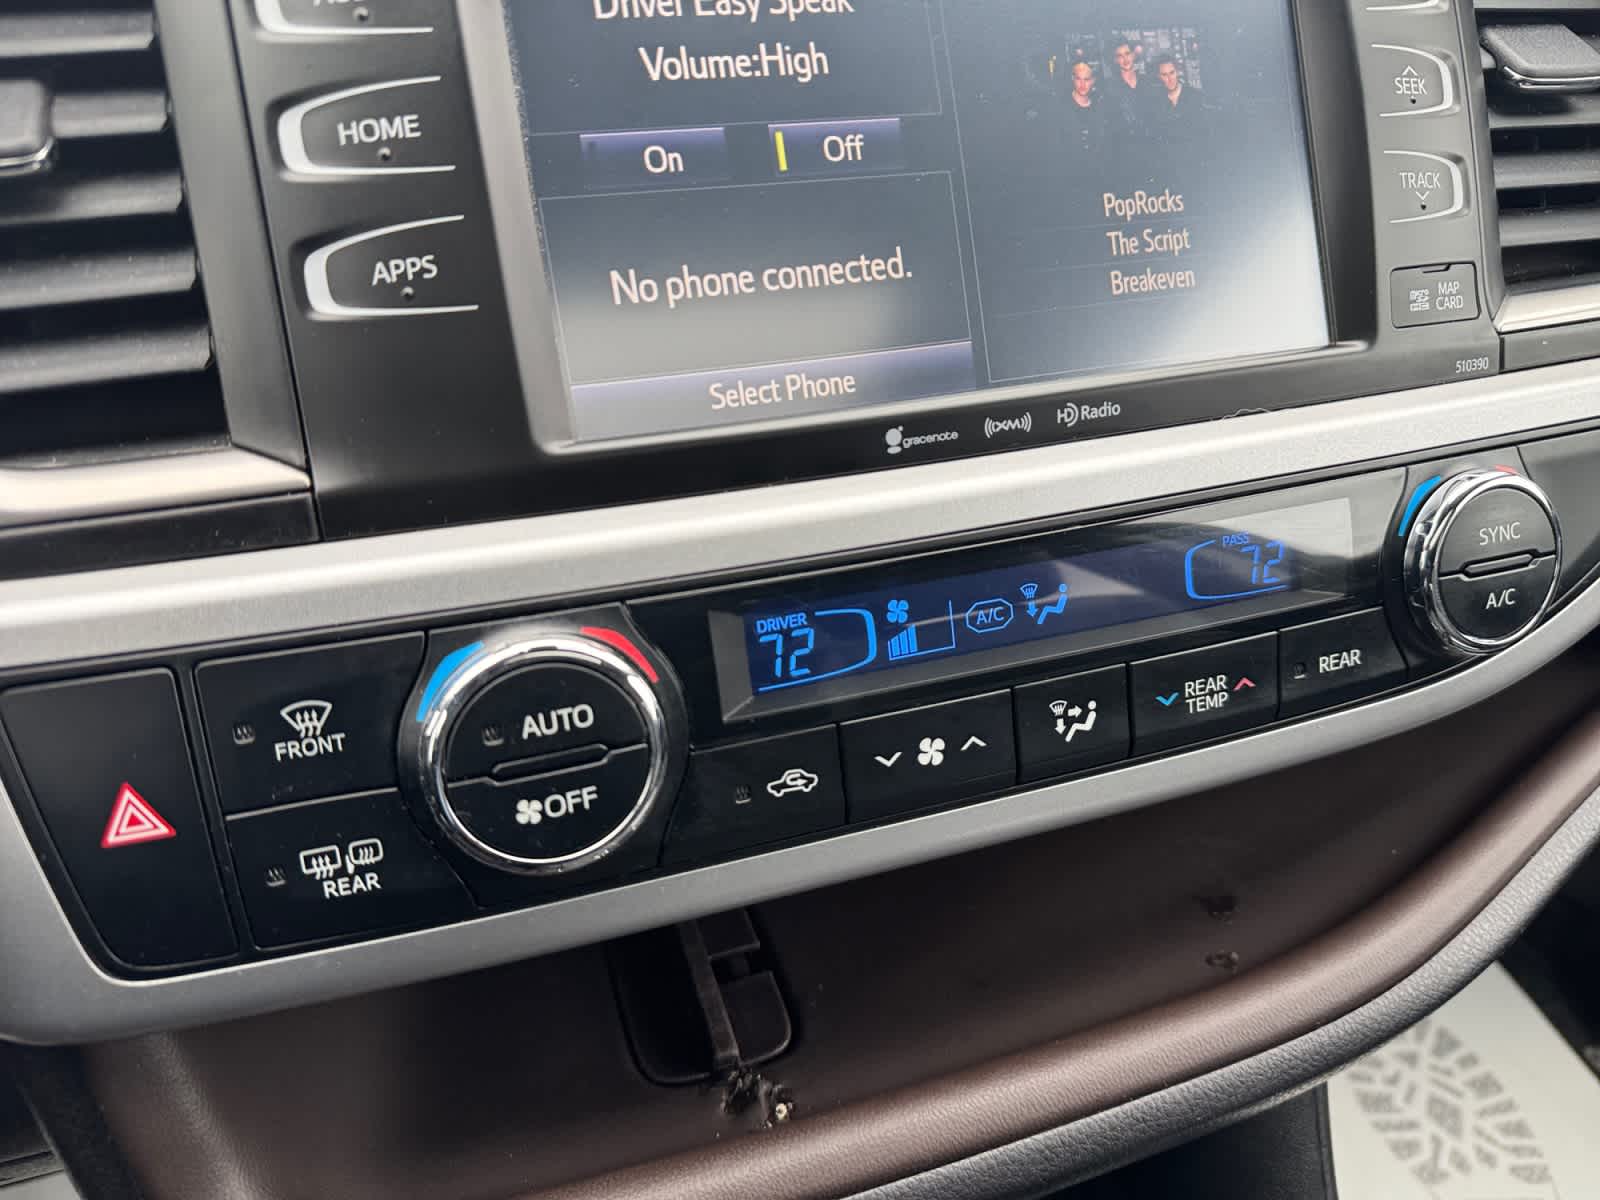 Driver Easy Speak
Volume:High
On
Off
No phone connected.
Select Phone
PopRocks
The Script
Breakeven
HOME
APPS
SEEK
TRACK
micro
MAP
CARD
510390
gracenote
((XM))
HD Radio
DRIVER
72
A/C
PASS
72
SYNC
A/C
FRONT
REAR
AUTO
OFF
REAR
TEMP
REAR